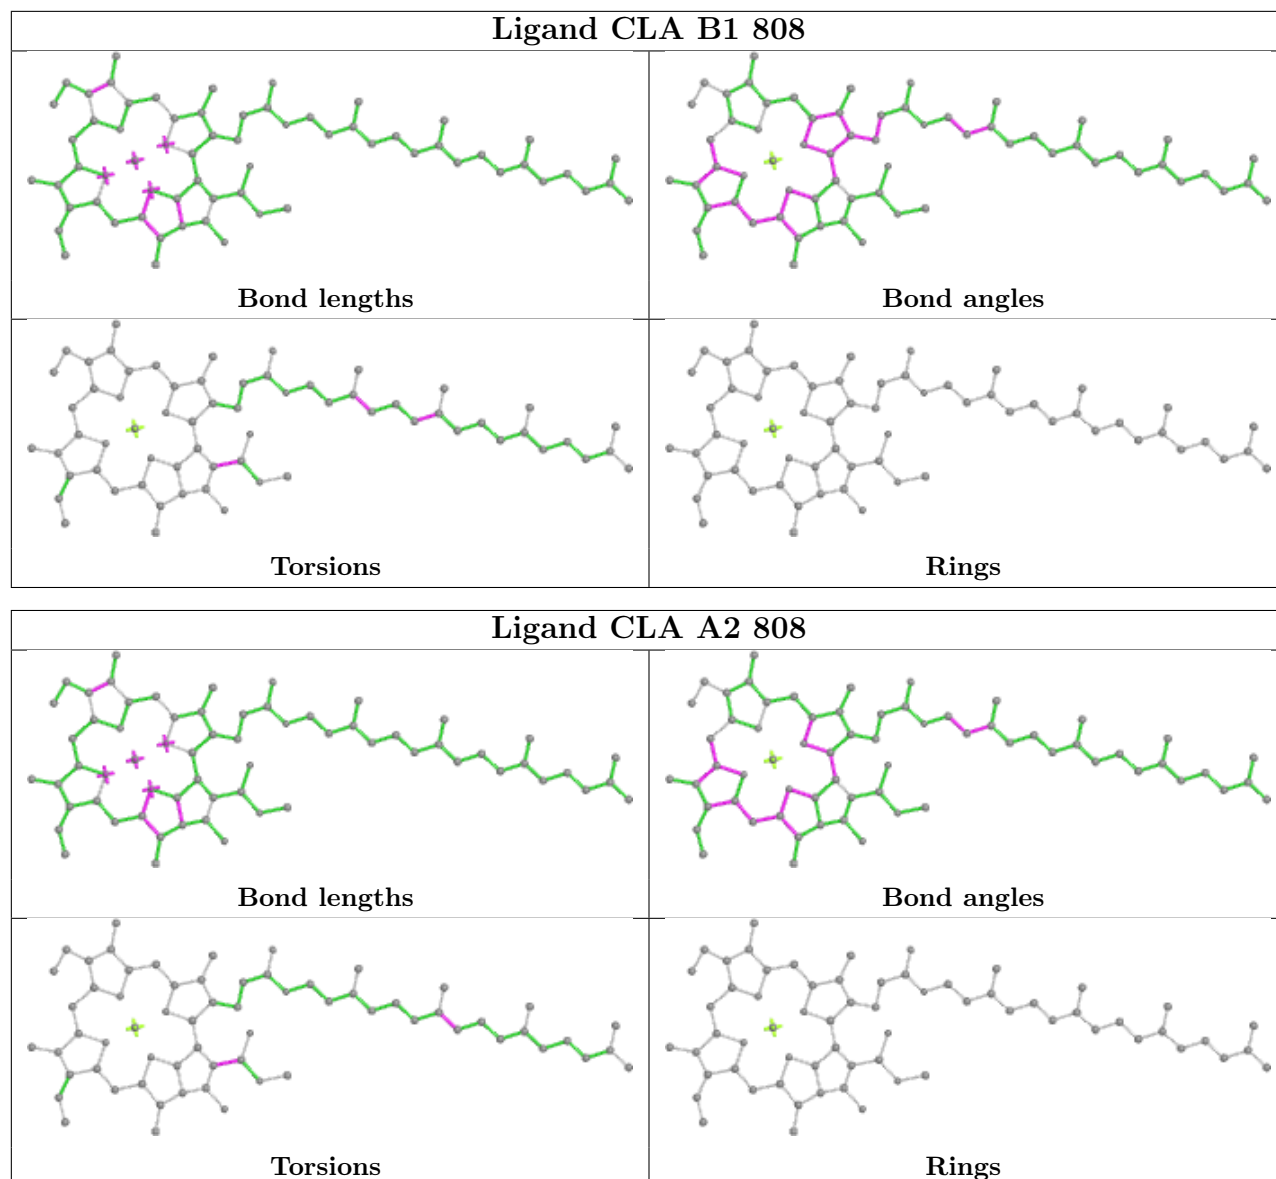 Ligand CLA B1 808
Bond lengths
Bond angles
Torsions
Rings
Ligand CLA A2 808
Bond lengths
Bond angles
Torsions
Rings